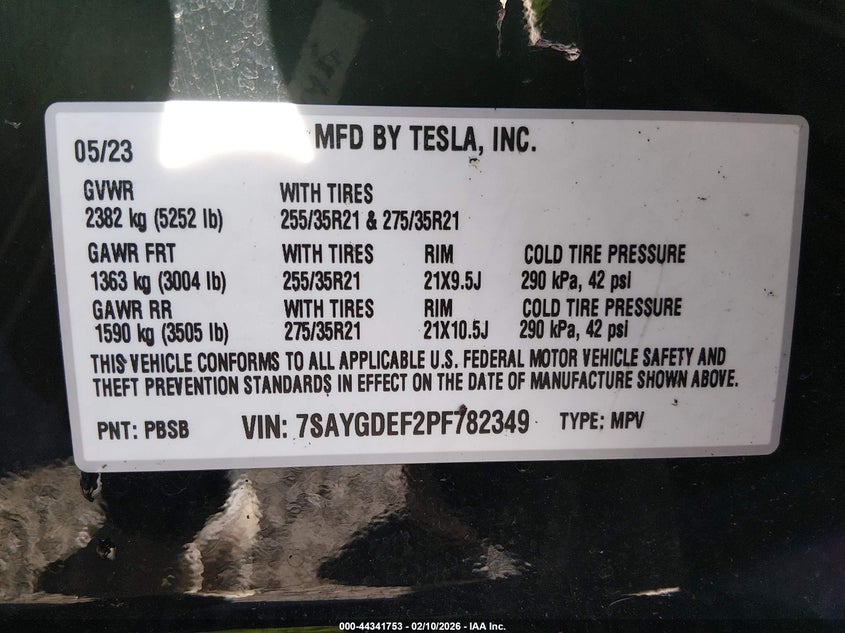 MFD BY TESLA, INC.
05/23
GVWR WITH TIRES
2382 kg (5252 lb) 255/35R21 & 275/35R21
GAWR FRT WITH TIRES RIM COLD TIRE PRESSURE
1363 kg (3004 lb) 255/35R21 21X9.5J 290 kPa, 42 psi
GAWR RR WITH TIRES RIM COLD TIRE PRESSURE
1590 kg (3505 lb) 275/35R21 21X10.5J 290 kPa, 42 psi
THIS VEHICLE CONFORMS TO ALL APPLICABLE U.S. FEDERAL MOTOR VEHICLE SAFETY AND
THEFT PREVENTION STANDARDS IN EFFECT ON THE DATE OF MANUFACTURE SHOWN ABOVE.
PNT: PBSB VIN: 7SAYGDEF2PF782349 TYPE: MPV
000-44341753 - 02/10/2026 - IAA Inc.